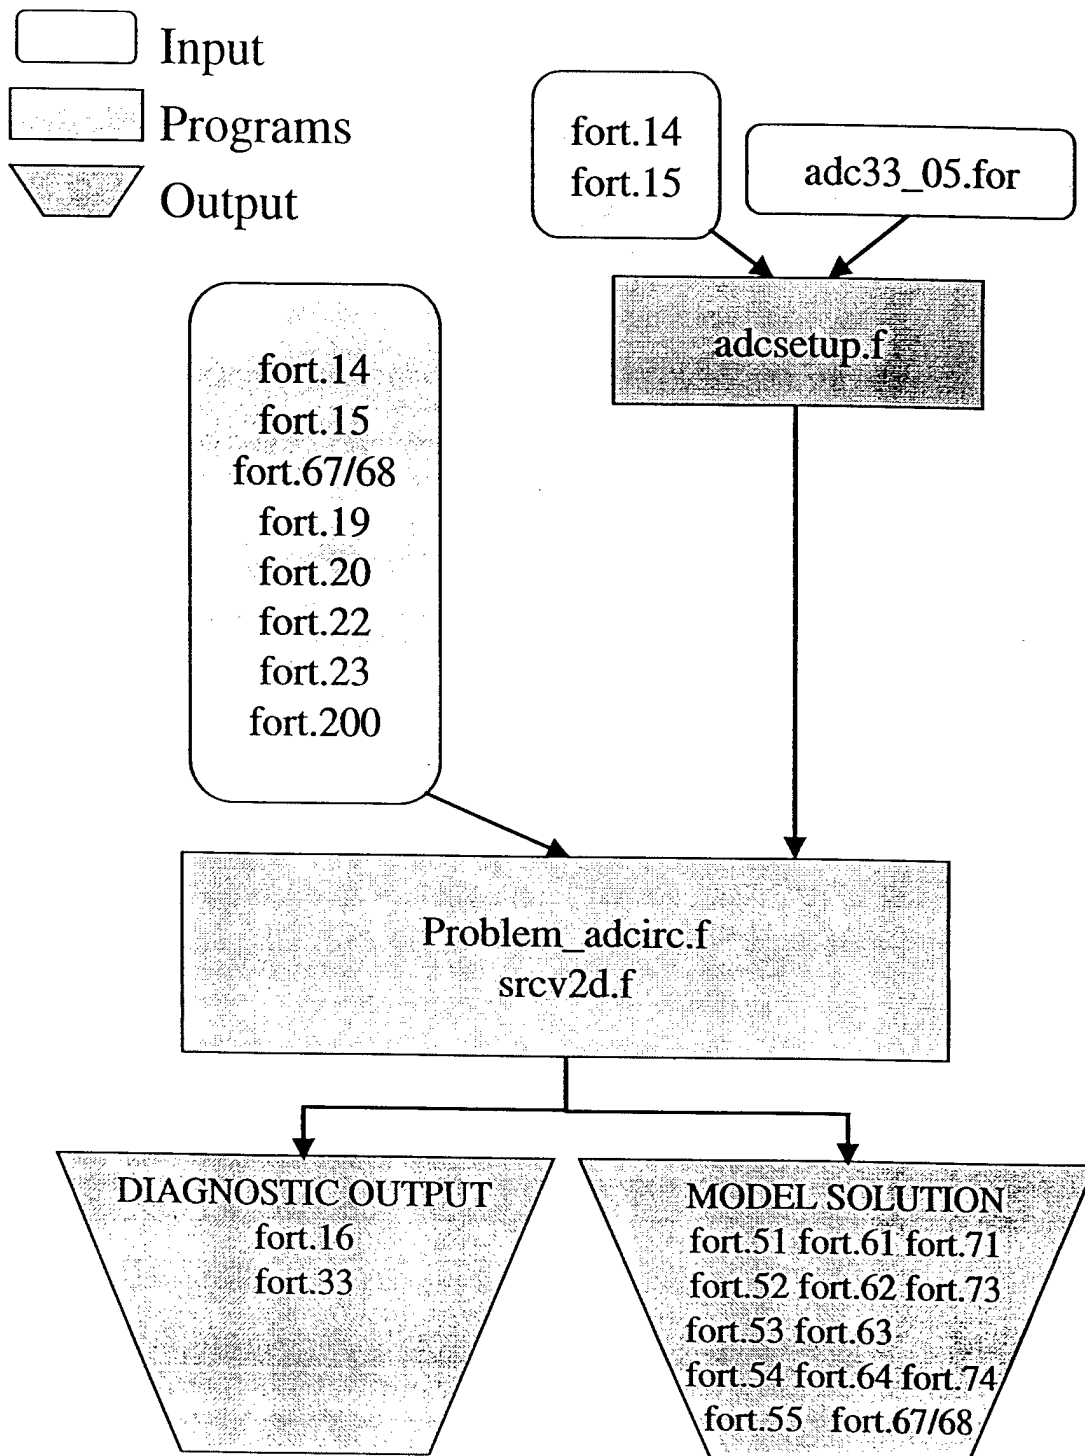 Input
Programs
Output
fort.14
fort.15
adc33_05.for
adcsetup.f
fort.14
fort.15
fort.67/68
fort.19
fort.20
fort.22
fort.23
fort.200
Problem_adcirc.f
srcv2d.f
DIAGNOSTIC OUTPUT
fort.16
fort.33
MODEL SOLUTION
fort.51 fort.61 fort.71
fort.52 fort.62 fort.73
fort.53 fort.63
fort.54 fort.64 fort.74
fort.55 fort.67/68